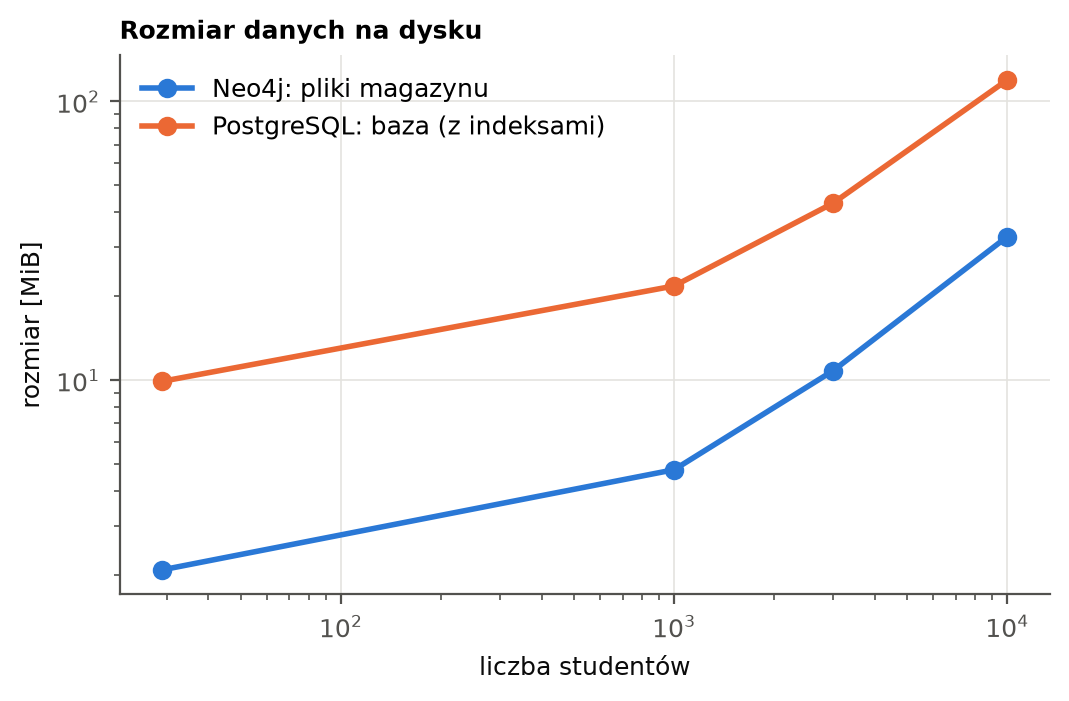 Rozmiar danych na dysku
Neo4j: pliki magazynu
PostgreSQL: baza (z indeksami)
10²
10¹
rozmiar [MiB]
10² 10³ 10⁴
liczba studentów